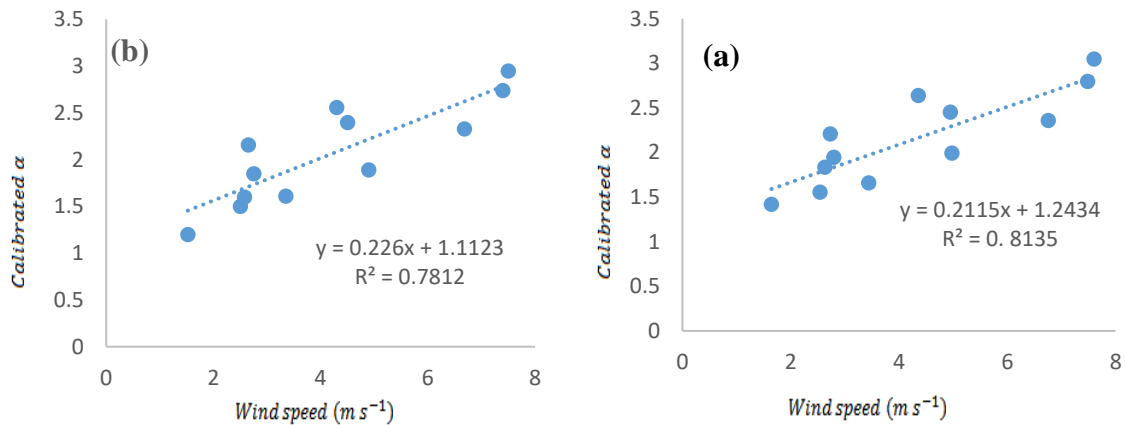 (b)
3.5
3
2.5
2
1.5
1
0.5
0
0 2 4 6 8
Calibrated α
Wind speed (m s⁻¹)
y = 0.226x + 1.1123
R² = 0.7812
(a)
3.5
3
2.5
2
1.5
1
0.5
0
0 2 4 6 8
Calibrated α
Wind speed (m s⁻¹)
y = 0.2115x + 1.2434
R² = 0. 8135